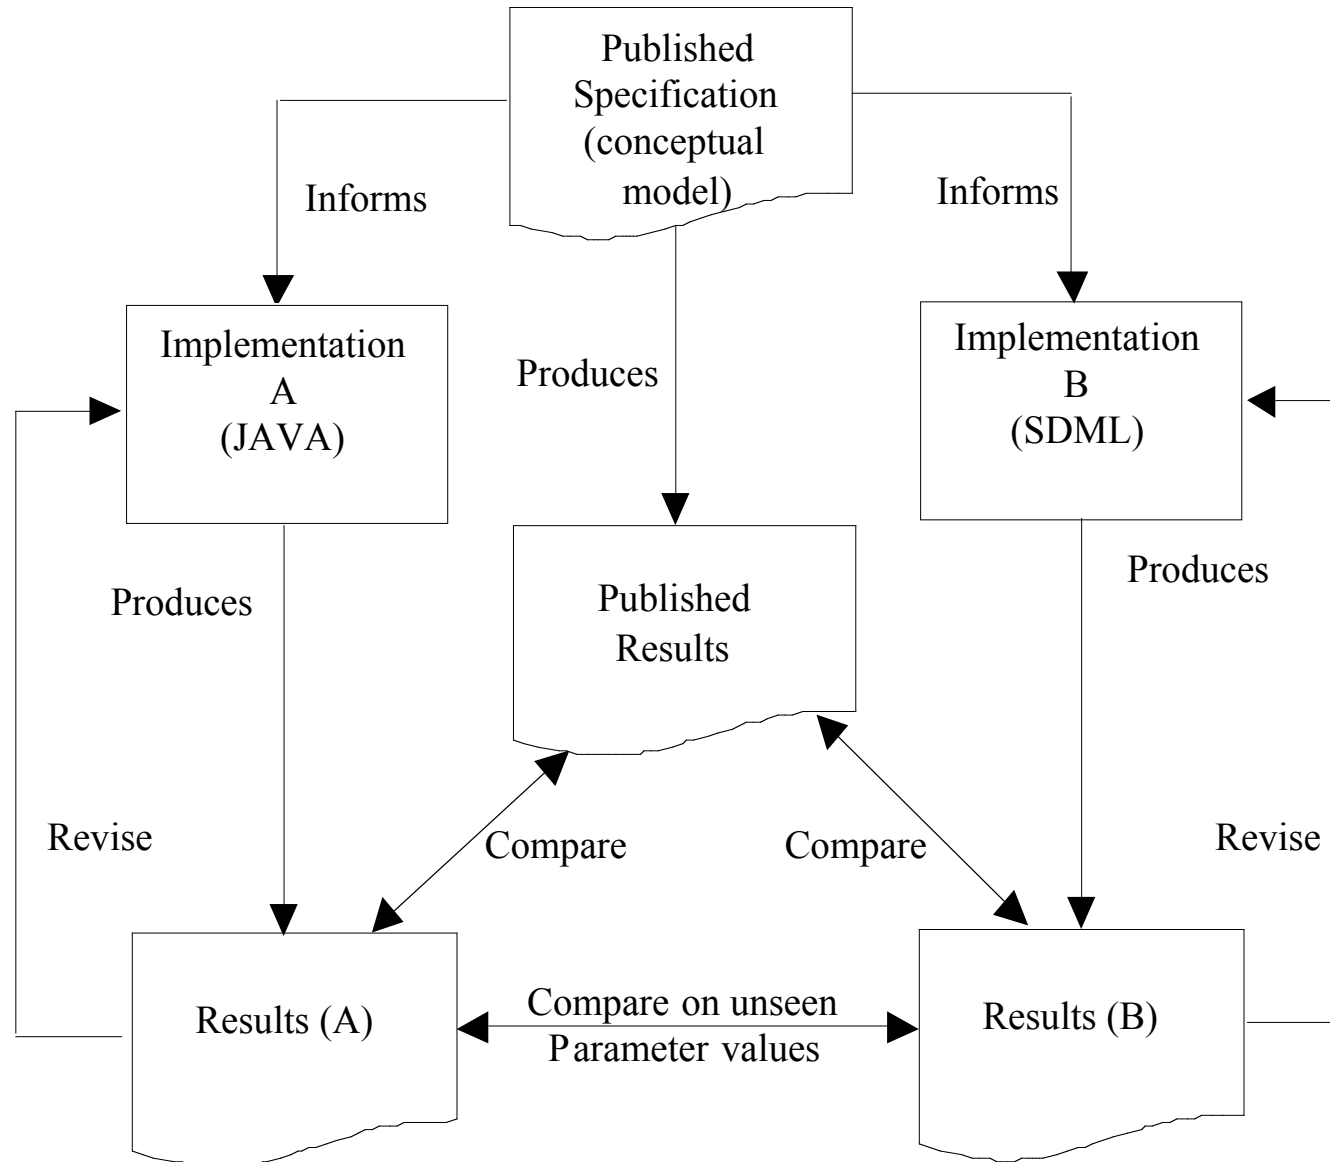 Published
Specification
(conceptual
model)
Informs
Informs
Implementation
A
(JAVA)
Implementation
B
(SDML)
Produces
Produces
Produces
Published
Results
Revise
Compare
Compare
Revise
Results (A)
Compare on unseen
Parameter values
Results (B)